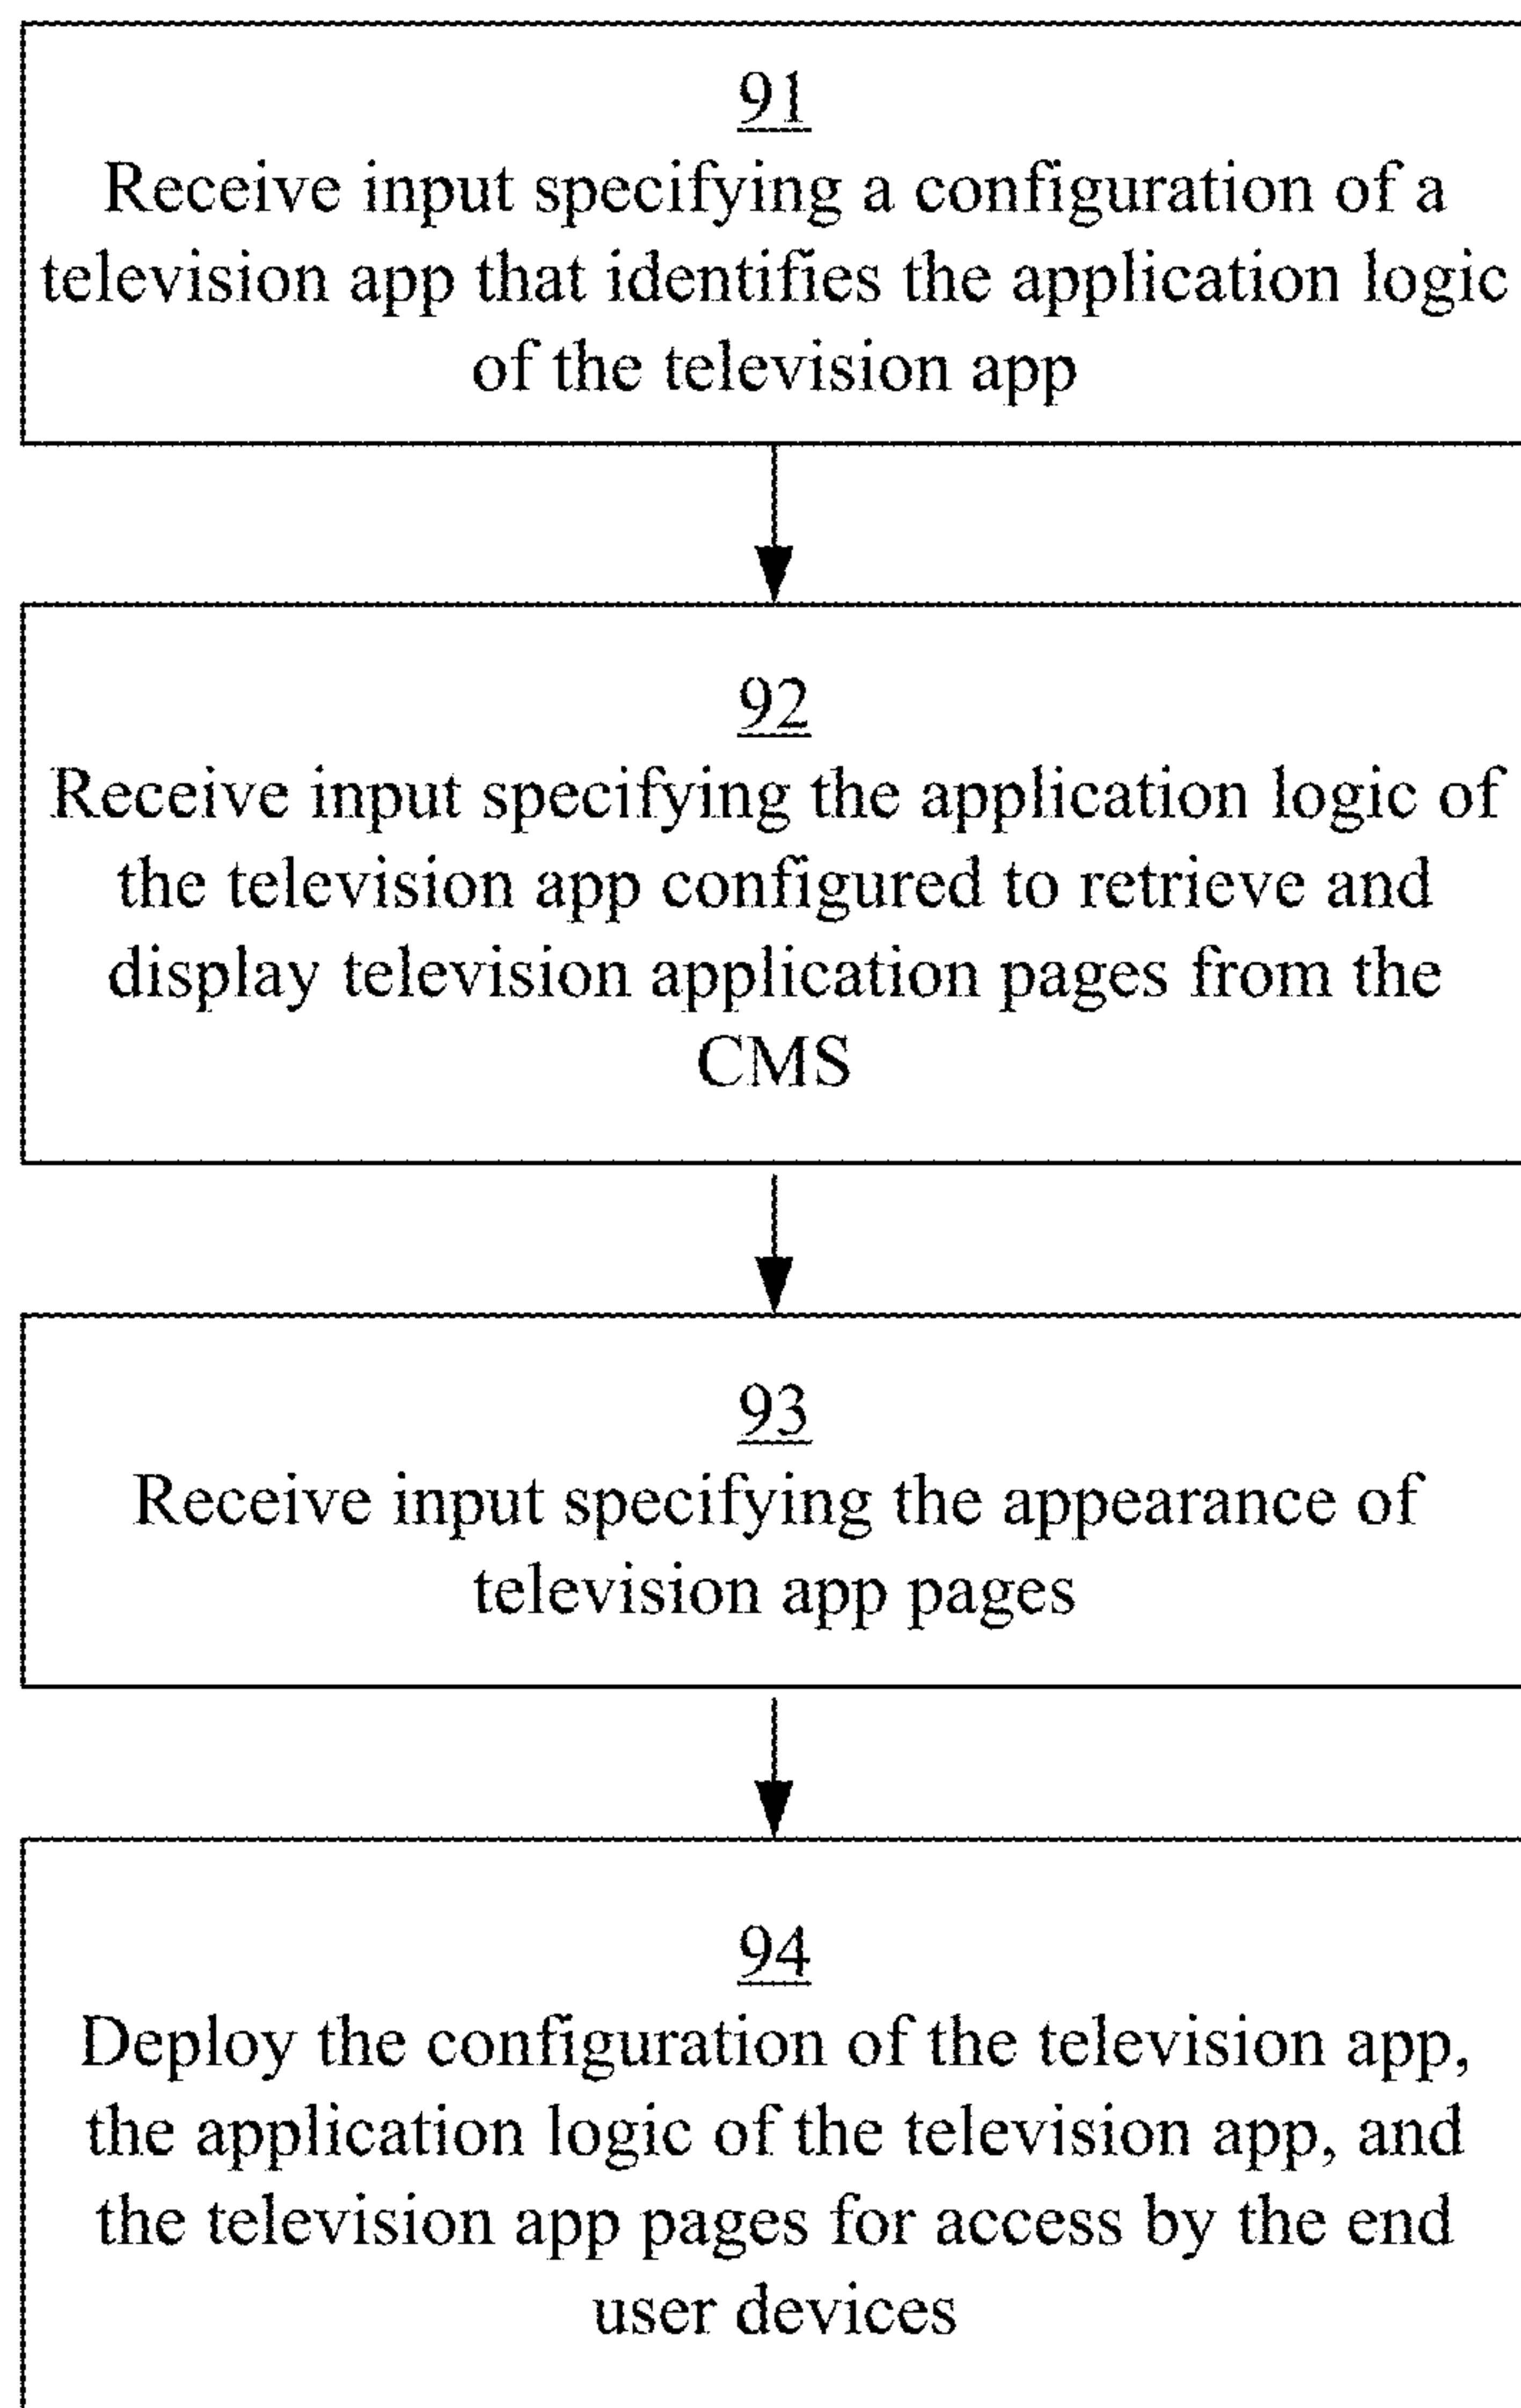 91
Receive input specifying a configuration of a
television app that identifies the application logic
of the television app
92
Receive input specifying the application logic of
the television app configured to retrieve and
display television application pages from the
CMS
93
Receive input specifying the appearance of
television app pages
94
Deploy the configuration of the television app,
the application logic of the television app, and
the television app pages for access by the end
user devices